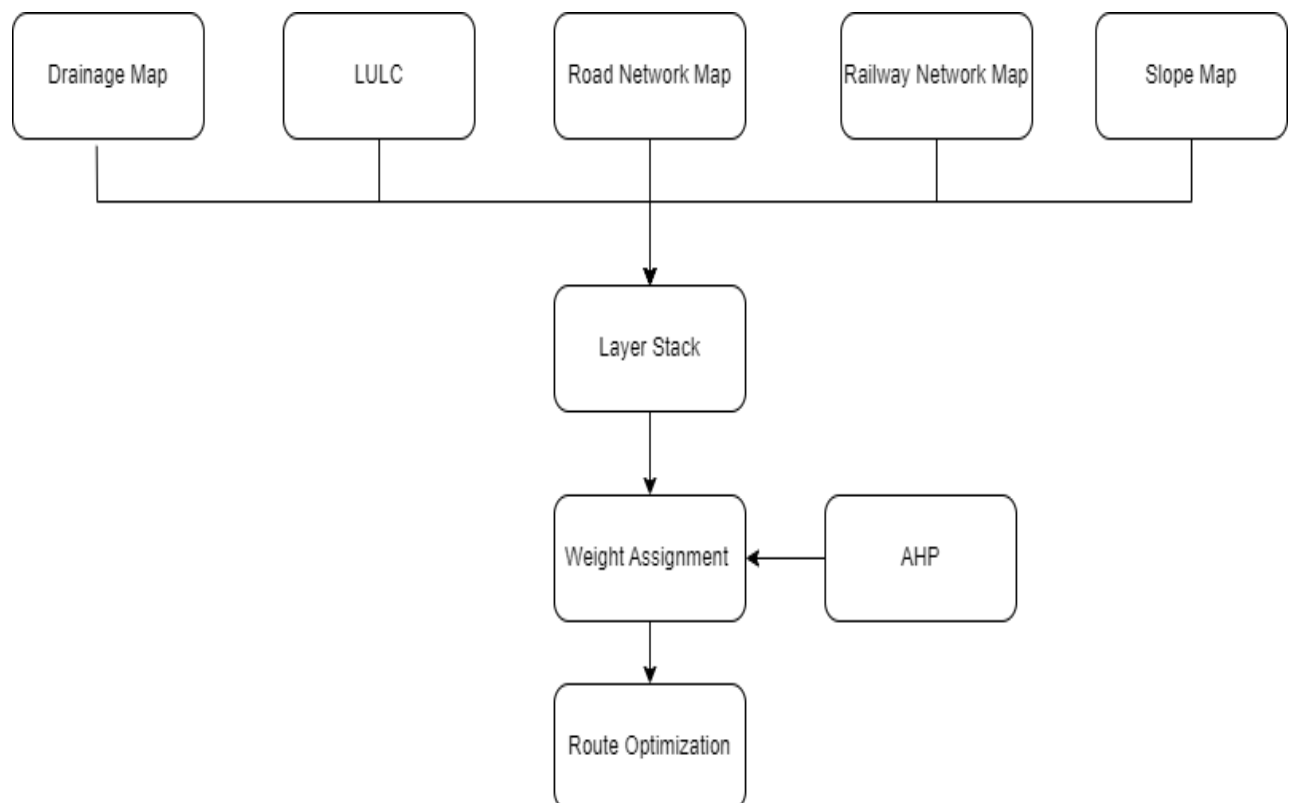 Drainage Map
LULC
Road Network Map
Railway Network Map
Slope Map
Layer Stack
Weight Assignment
AHP
Route Optimization